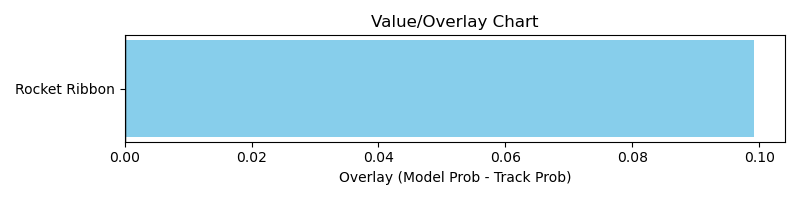 Value/Overlay Chart
Rocket Ribbon
0.00 0.02 0.04 0.06 0.08 0.10
Overlay (Model Prob - Track Prob)